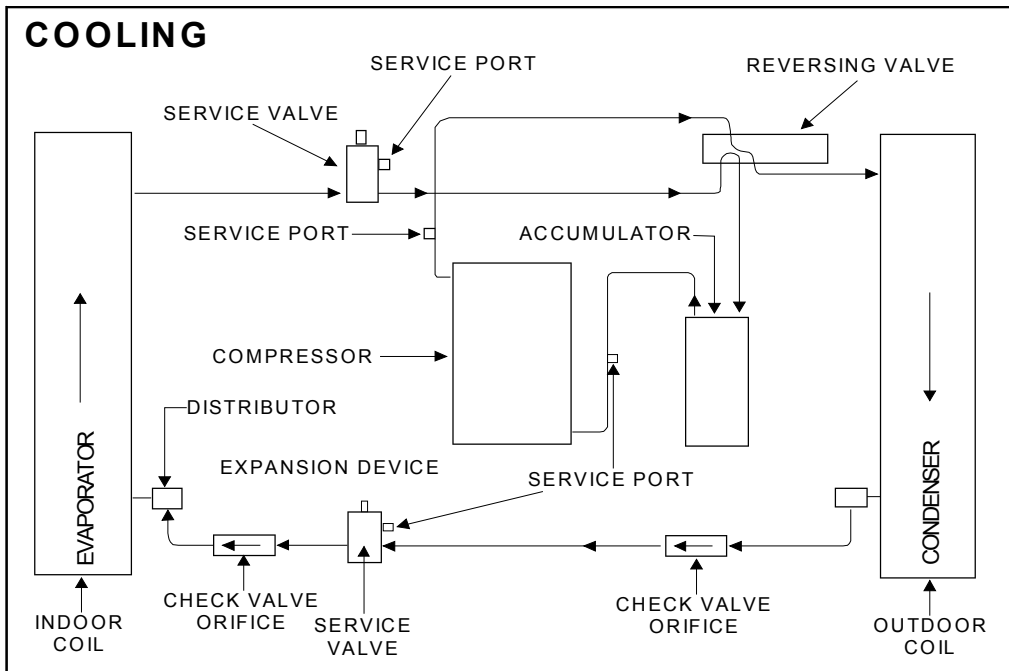 COOLING
SERVICE PORT
REVERSING VALVE
SERVICE VALVE
SERVICE PORT
ACCUMULATOR
COMPRESSOR
DISTRIBUTOR
EXPANSION DEVICE
SERVICE PORT
EVAPORATOR
CONDENSER
INDOOR
COIL
CHECK VALVE
ORIFICE
SERVICE
VALVE
CHECK VALVE
ORIFICE
OUTDOOR
COIL